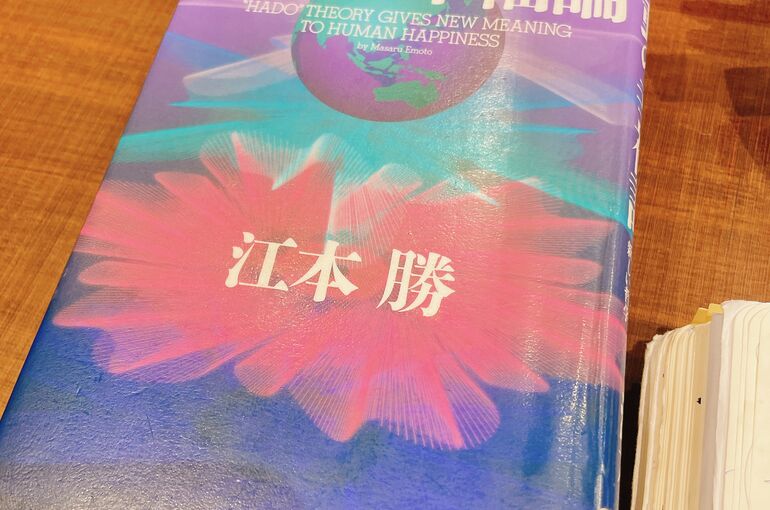 "HADO" THEORY GIVES NEW MEANING
TO HUMAN HAPPINESS
by Masaru Emoto
江本 勝